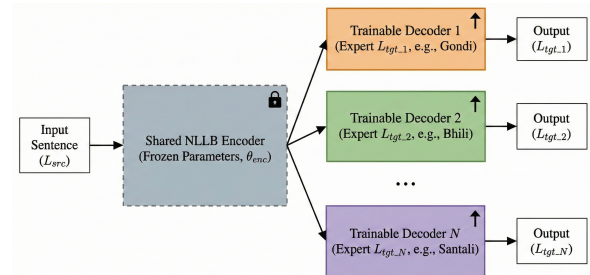 Input
Sentence
(L_src)
Shared NLLB Encoder
(Frozen Parameters, θ_enc)
Trainable Decoder 1
(Expert L_tgt_1, e.g., Gondi)
Output
(L_tgt_1)
Trainable Decoder 2
(Expert L_tgt_2, e.g., Bhili)
Output
(L_tgt_2)
...
Trainable Decoder N
(Expert L_tgt_N, e.g., Santali)
Output
(L_tgt_N)